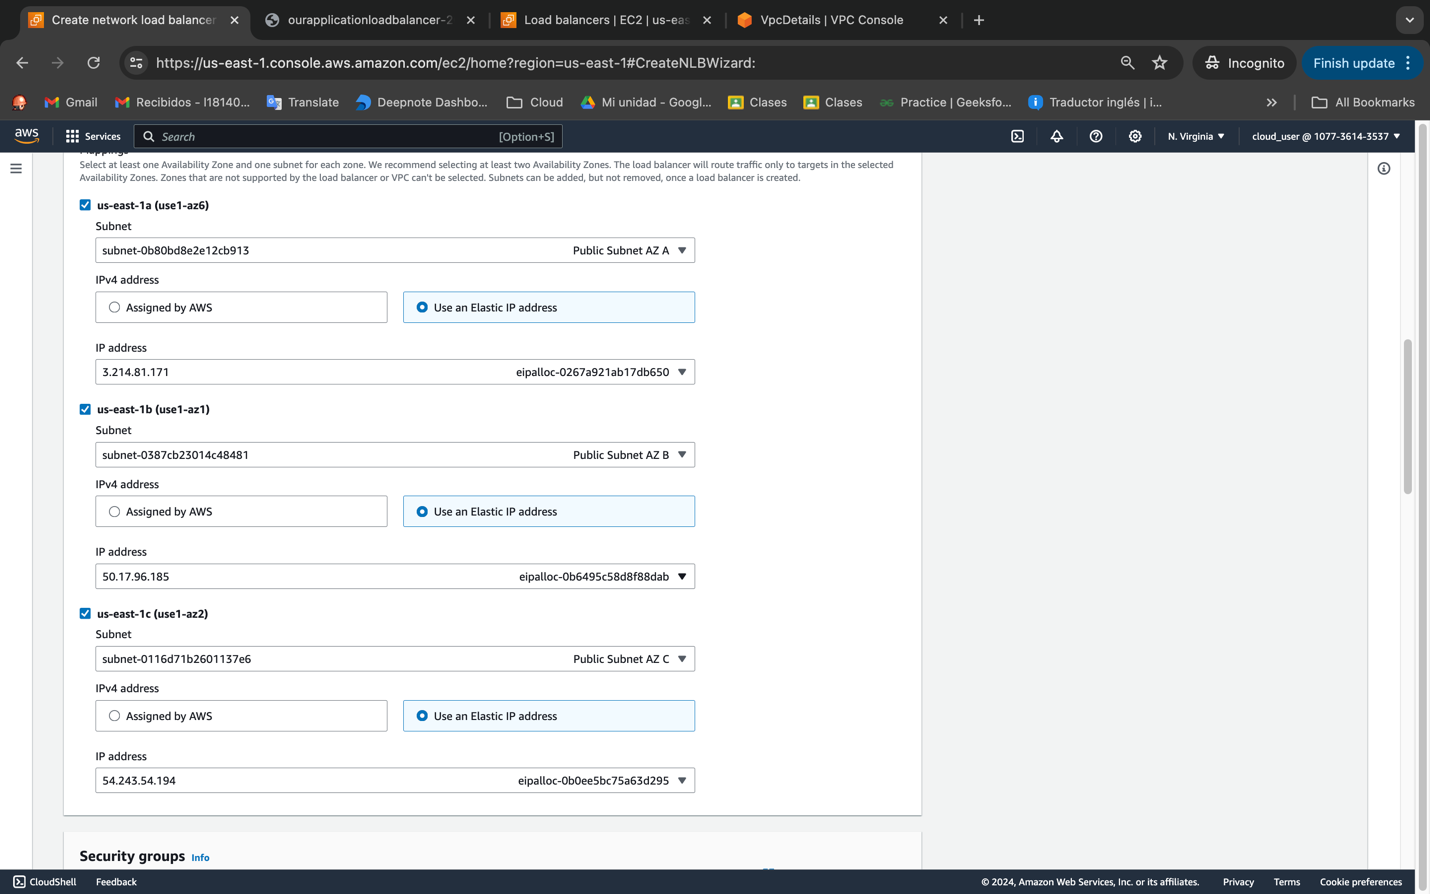 Create network load balancer
ourapplicationloadbalancer-2
Load balancers | EC2 | us-eas
VpcDetails | VPC Console
https://us-east-1.console.aws.amazon.com/ec2/home?region=us-east-1#CreateNLBWizard:
Incognito
Finish update
Gmail
Recibidos - l18140...
Translate
Deepnote Dashbo...
Cloud
Mi unidad - Googl...
Clases
Clases
Practice | Geeksfo...
Traductor inglés | i...
All Bookmarks
aws
Services
Search
[Option+S]
N. Virginia
cloud_user @ 1077-3614-3537
Mappings
Select at least one Availability Zone and one subnet for each zone. We recommend selecting at least two Availability Zones. The load balancer will route traffic only to targets in the selected
Availability Zones. Zones that are not supported by the load balancer or VPC can't be selected. Subnets can be added, but not removed, once a load balancer is created.
us-east-1a (use1-az6)
Subnet
subnet-0b80bd8e2e12cb913 Public Subnet AZ A
IPv4 address
Assigned by AWS
Use an Elastic IP address
IP address
3.214.81.171 eipalloc-0267a921ab17db650
us-east-1b (use1-az1)
Subnet
subnet-0387cb23014c48481 Public Subnet AZ B
IPv4 address
Assigned by AWS
Use an Elastic IP address
IP address
50.17.96.185 eipalloc-0b6495c58d8f88dab
us-east-1c (use1-az2)
Subnet
subnet-0116d71b2601137e6 Public Subnet AZ C
IPv4 address
Assigned by AWS
Use an Elastic IP address
IP address
54.243.54.194 eipalloc-0b0ee5bc75a63d295
Security groups Info
CloudShell
Feedback
© 2024, Amazon Web Services, Inc. or its affiliates.
Privacy
Terms
Cookie preferences